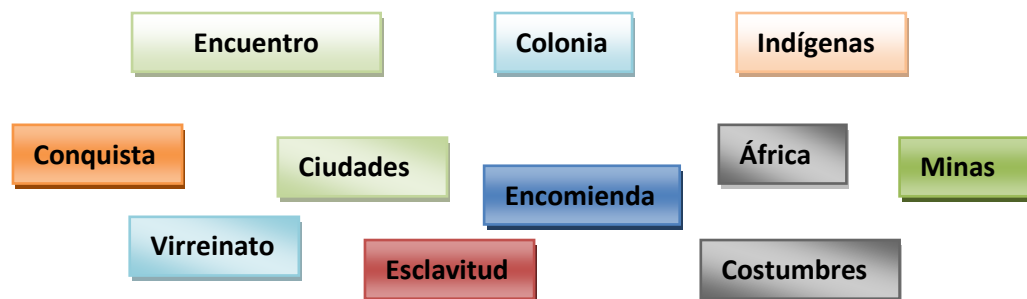 Encuentro
Colonia
Indígenas
Conquista
Ciudades
África
Minas
Encomienda
Virreinato
Esclavitud
Costumbres